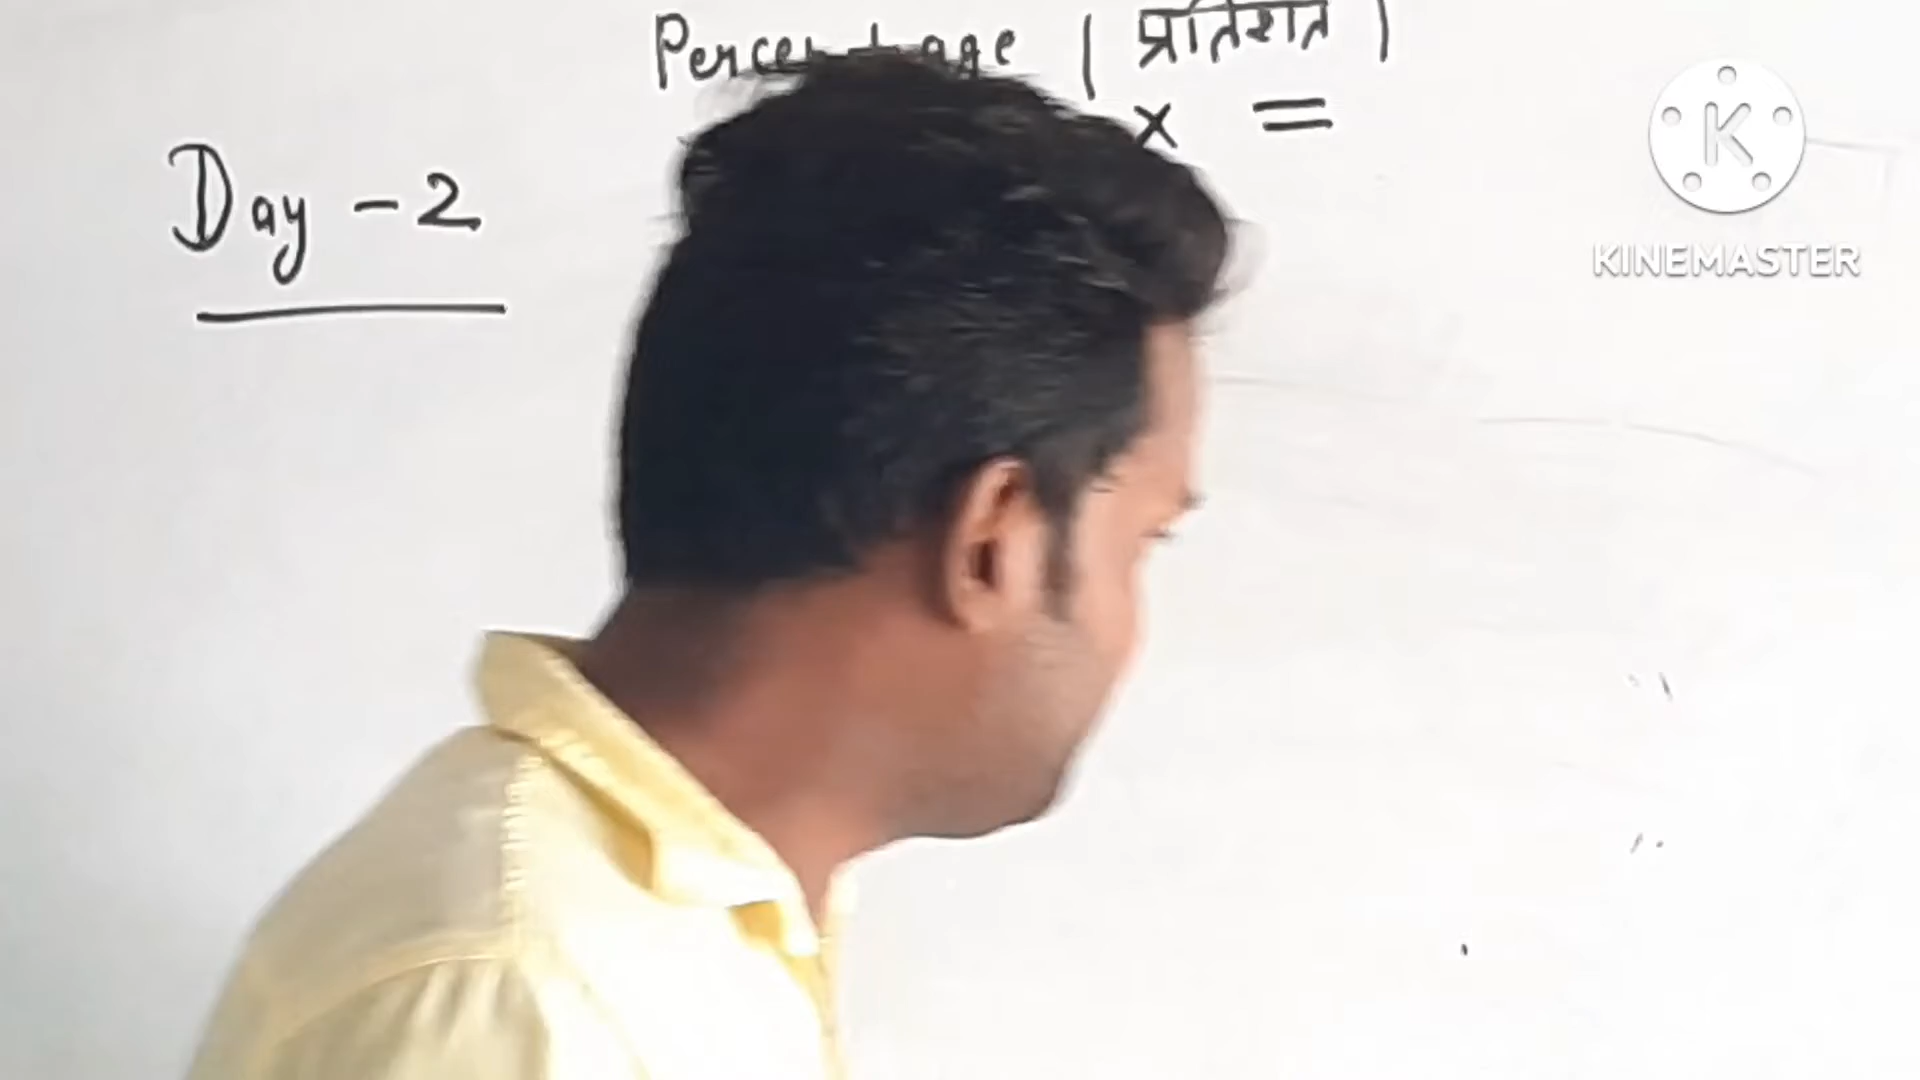 Percentage ( प्रतिशत )
× =
Day - 2
K
KINEMASTER